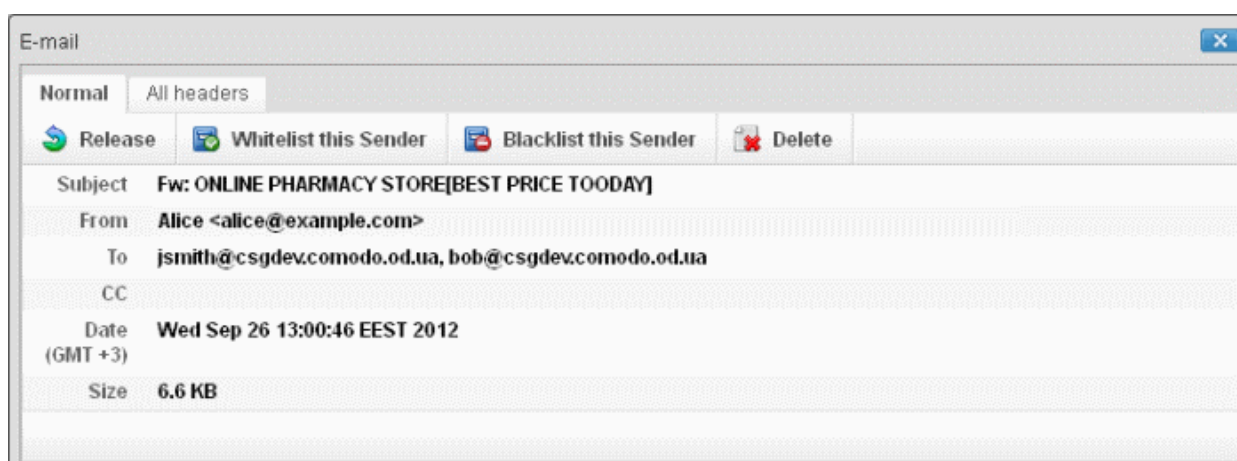 E-mail
Normal All headers
Release Whitelist this Sender Blacklist this Sender Delete
Subject Fw: ONLINE PHARMACY STORE[BEST PRICE TOODAY]
From Alice <alice@example.com>
To jsmith@csgdev.comodo.od.ua, bob@csgdev.comodo.od.ua
CC
Date Wed Sep 26 13:00:46 EEST 2012
(GMT +3)
Size 6.6 KB